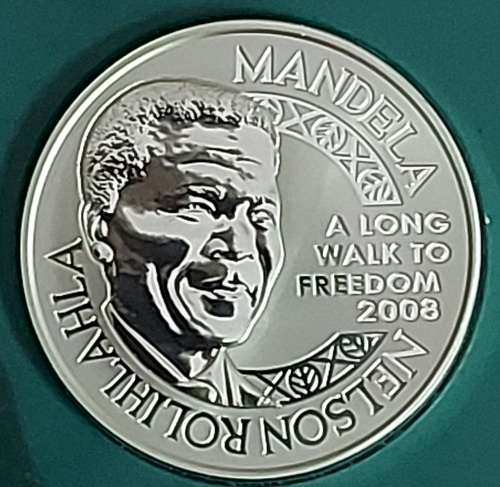 MANDELA
A LONG
WALK TO
FREEDOM
2008
NELSON ROLIHLAHLA